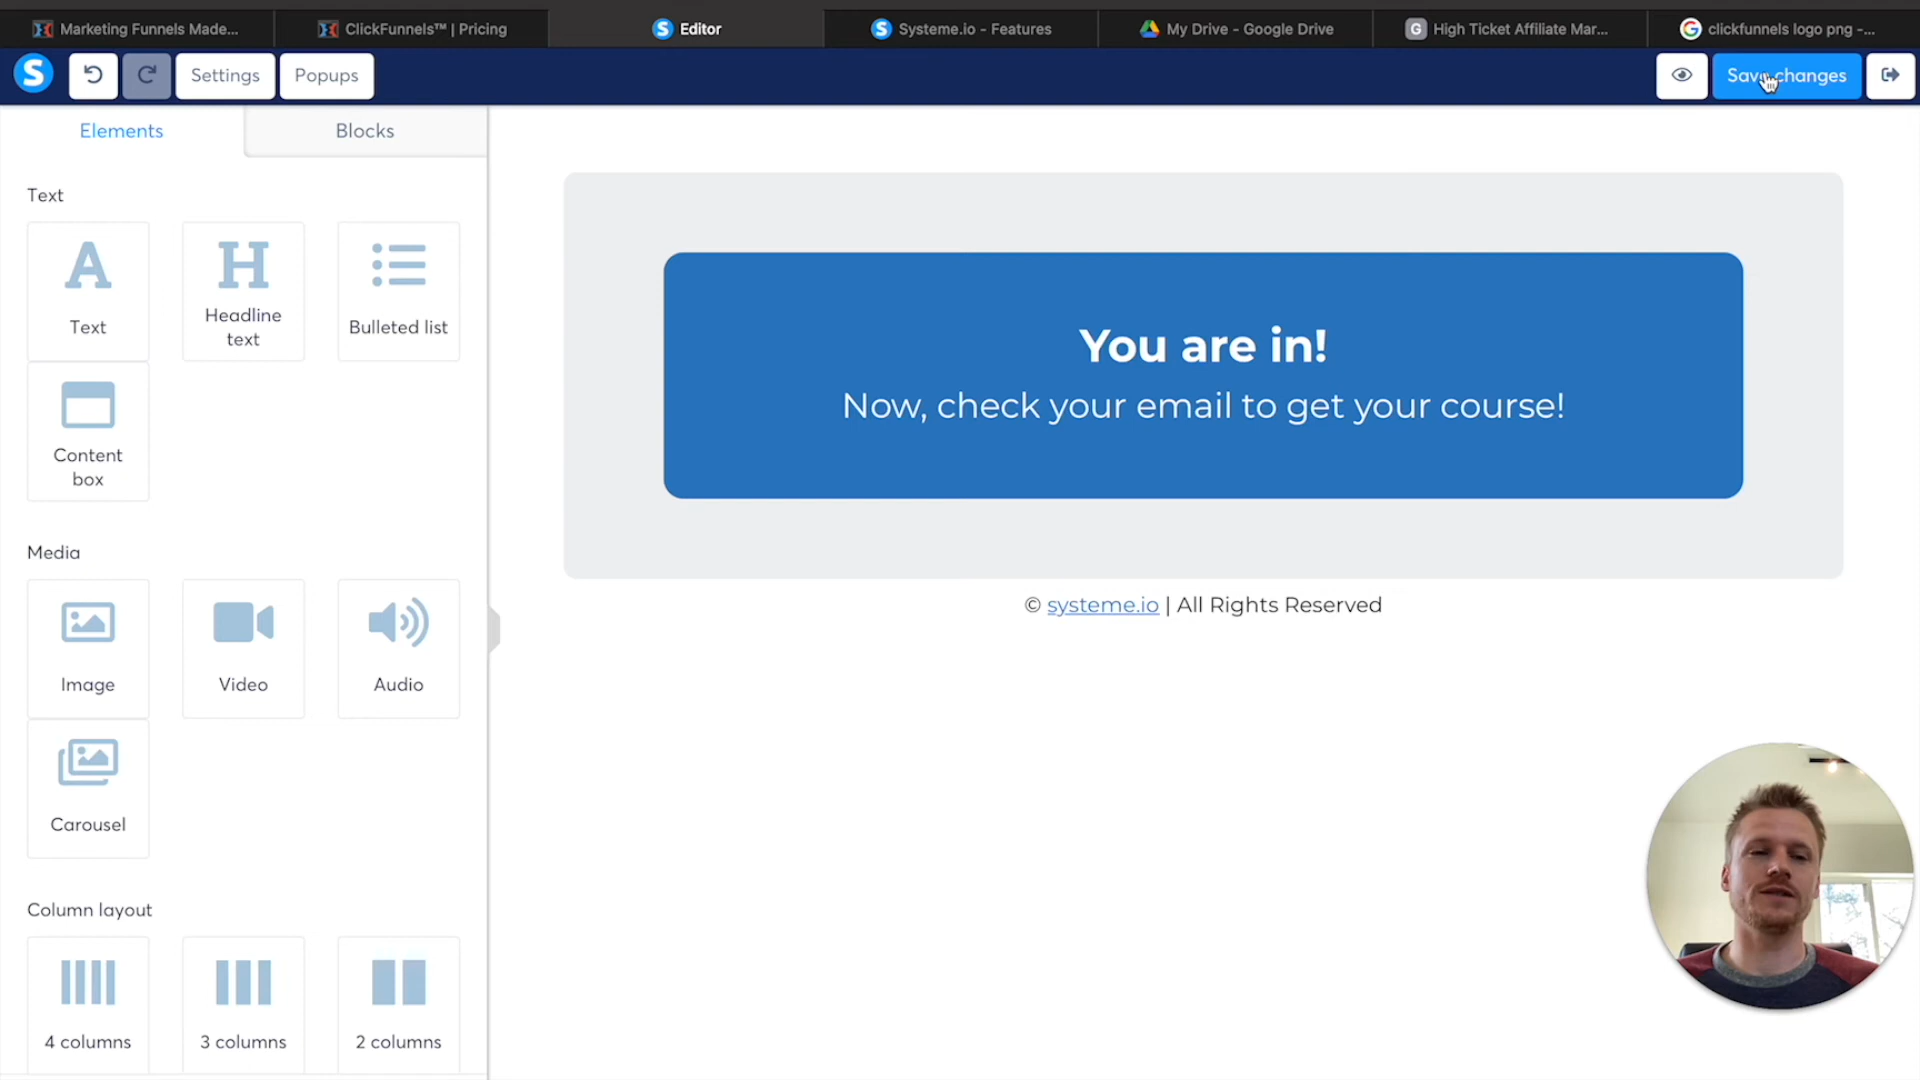 Marketing Funnels Made...
ClickFunnels™ | Pricing
Editor
Systeme.io - Features
My Drive - Google Drive
High Ticket Affiliate Mar...
clickfunnels logo png -...
Settings
Popups
Save changes
Elements
Blocks
Text
Text
Headline
text
Bulleted list
Content
box
Media
Image
Video
Audio
Carousel
Column layout
4 columns
3 columns
2 columns
You are in!
Now, check your email to get your course!
© systeme.io | All Rights Reserved